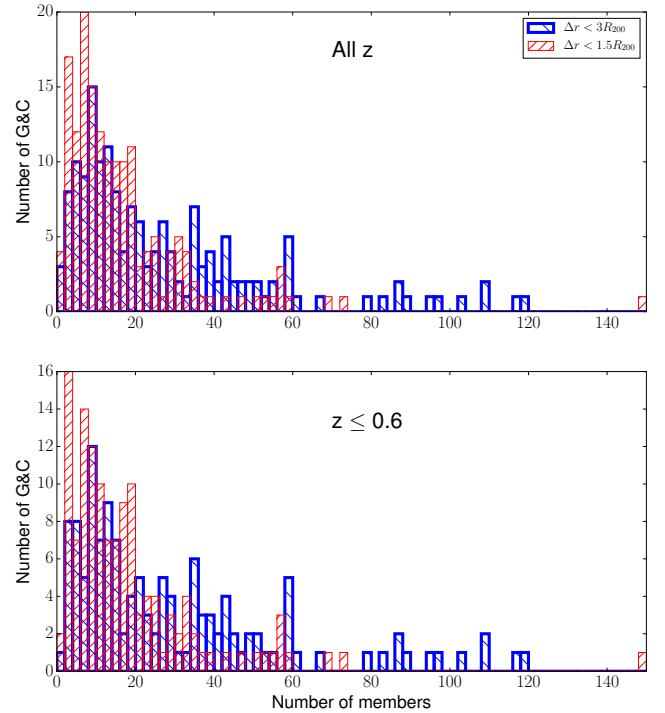 20
15
10
5
0
Number of G&C
All z
Δr < 3R₂₀₀
Δr < 1.5R₂₀₀
0 20 40 60 80 100 120 140
16
14
12
10
8
6
4
2
0
Number of G&C
z ≤ 0.6
0 20 40 60 80 100 120 140
Number of members